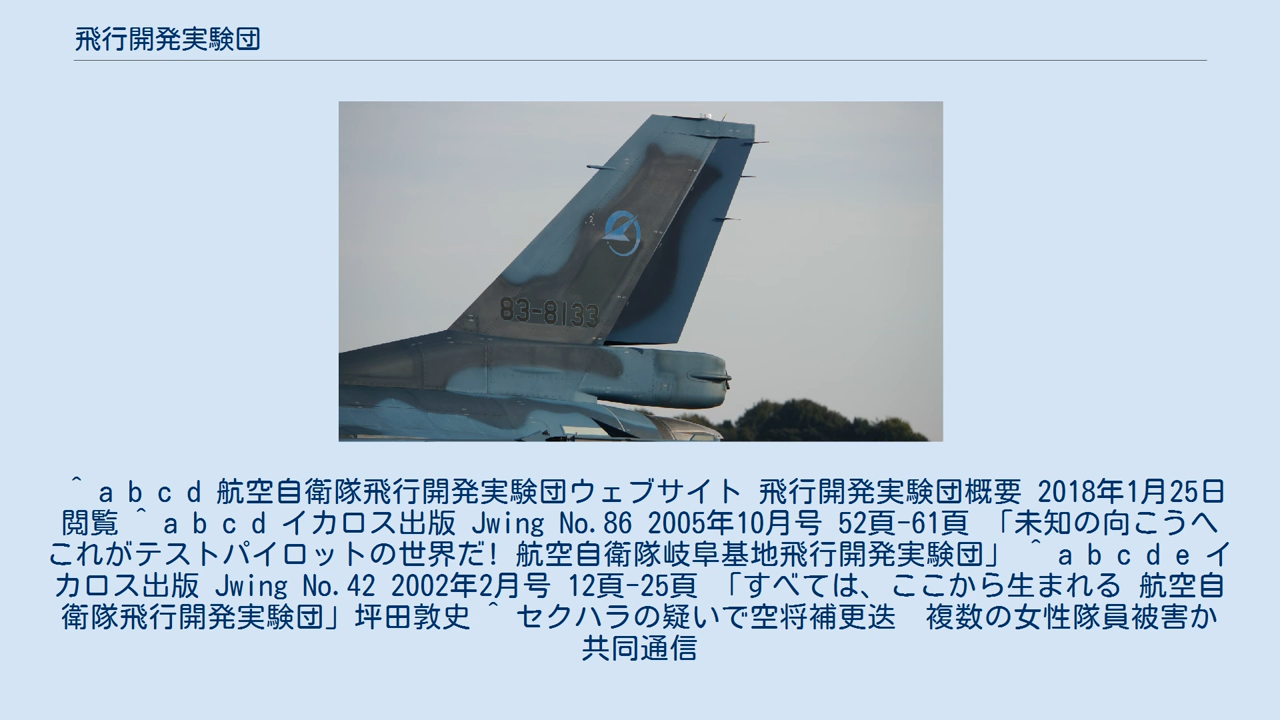 飛行開発実験団
83-8133
^ a b c d 航空自衛隊飛行開発実験団ウェブサイト 飛行開発実験団概要 2018年1月25日
閲覧 ^ a b c d イカロス出版 Jwing No.86 2005年10月号 52頁-61頁 「未知の向こうへ
これがテストパイロットの世界だ! 航空自衛隊岐阜基地飛行開発実験団」 ^ a b c d e イ
カロス出版 Jwing No.42 2002年2月号 12頁-25頁 「すべては、ここから生まれる 航空自
衛隊飛行開発実験団」坪田敦史 ^ セクハラの疑いで空将補更迭　複数の女性隊員被害か
共同通信